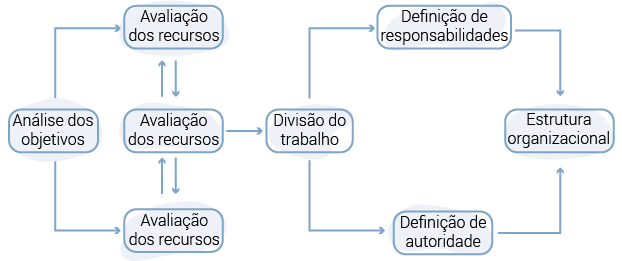 Avaliação
dos recursos
Definição de
responsabilidades
Análise dos
objetivos
Avaliação
dos recursos
Divisão do
trabalho
Estrutura
organizacional
Avaliação
dos recursos
Definição de
autoridade